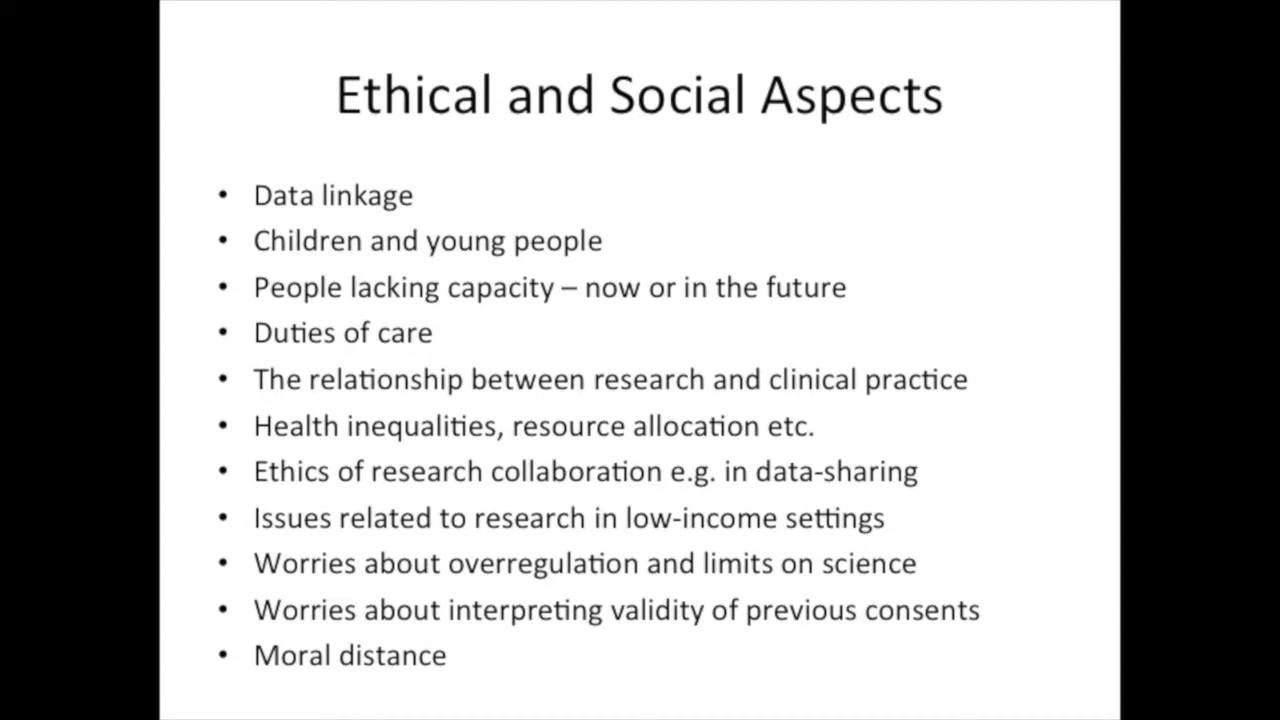 Ethical and Social Aspects
• Data linkage
• Children and young people
• People lacking capacity – now or in the future
• Duties of care
• The relationship between research and clinical practice
• Health inequalities, resource allocation etc.
• Ethics of research collaboration e.g. in data-sharing
• Issues related to research in low-income settings
• Worries about overregulation and limits on science
• Worries about interpreting validity of previous consents
• Moral distance